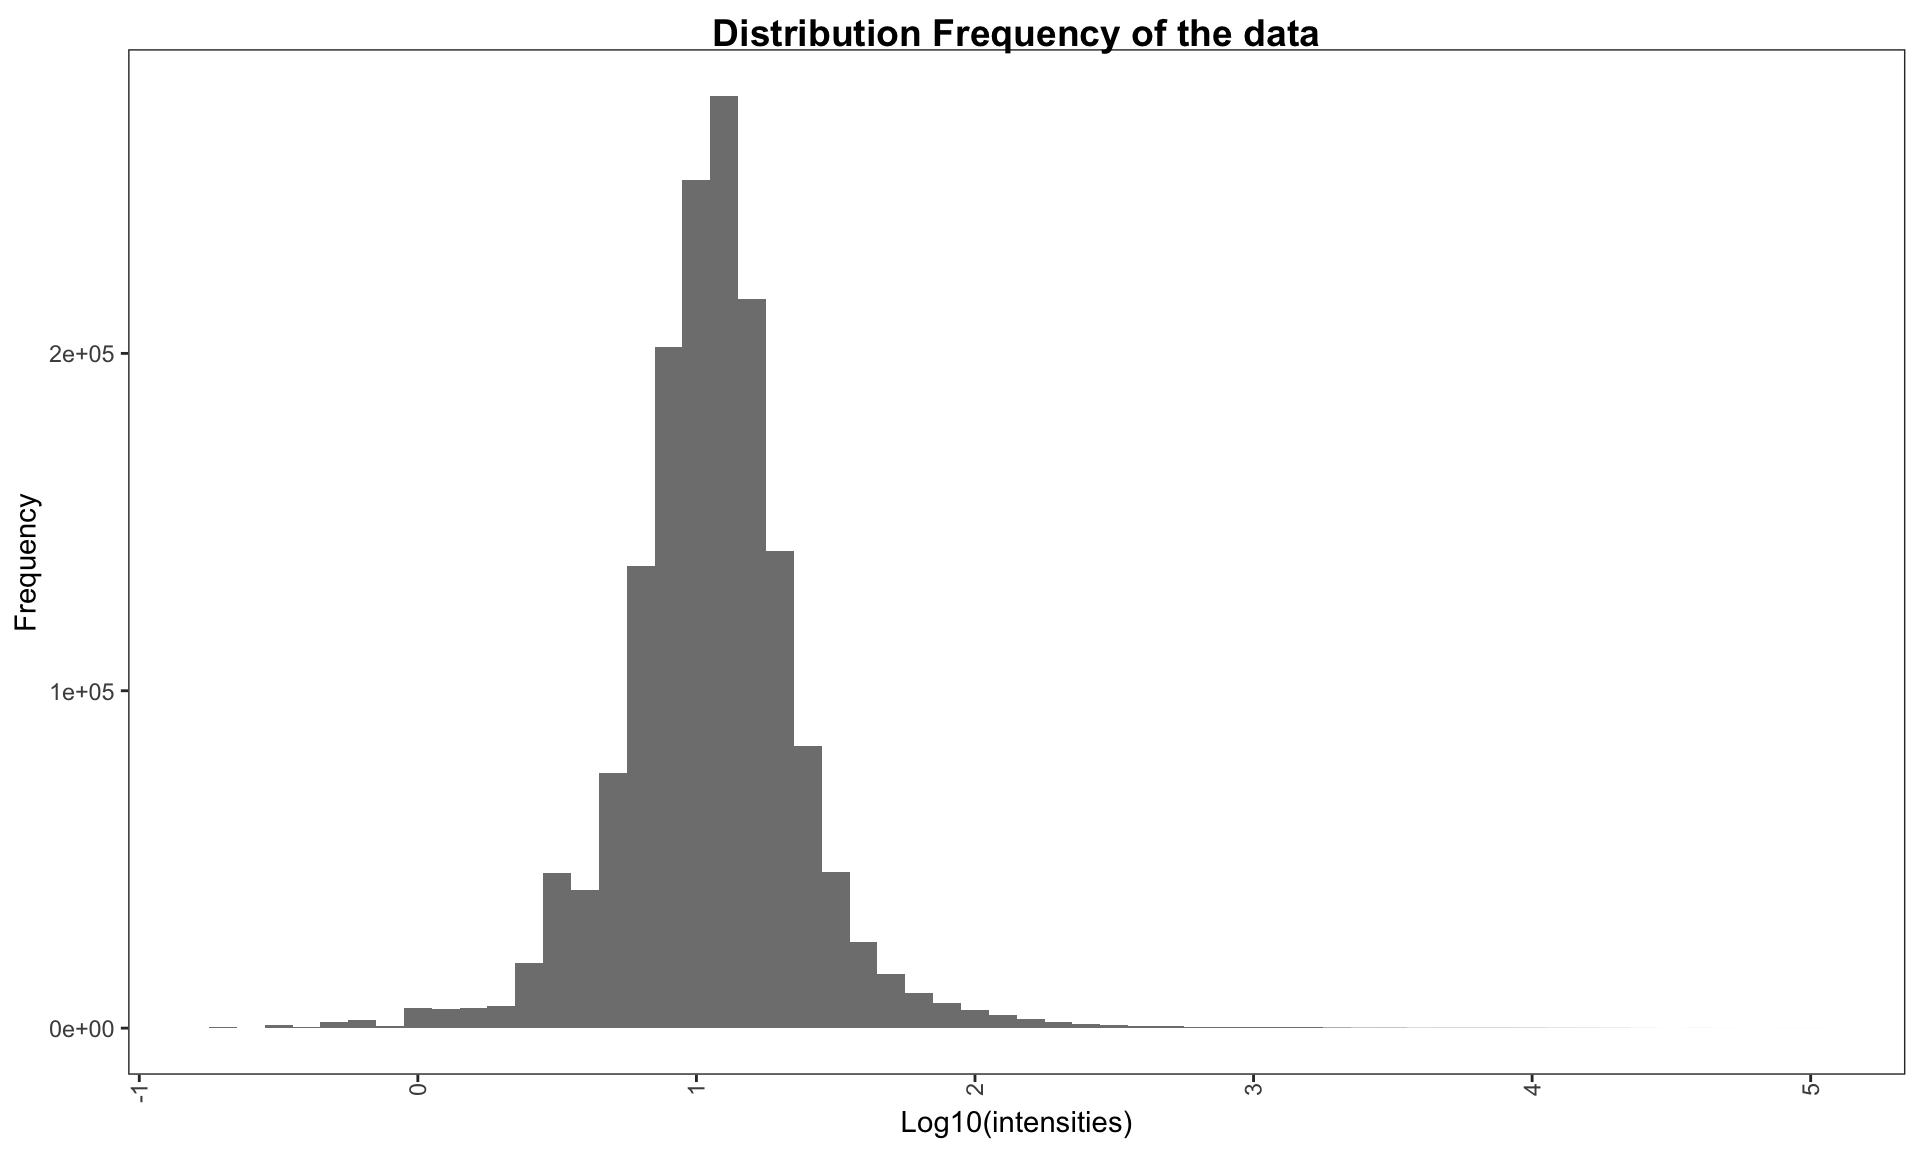 Distribution Frequency of the data
Frequency
2e+05
1e+05
0e+00
-1
0
1
2
3
4
5
Log10(intensities)